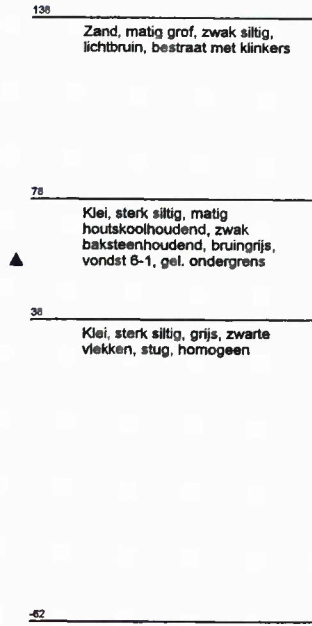 138
Zand, matig grof, zwak siltig,
lichtbruin, bestraat met klinkers
78
Klei, sterk siltig, matig
houtskoolhoudend, zwak
baksteenhoudend, bruingrijs,
vondst 6-1, gel. ondergrens
38
Klei, sterk siltig, grijs, zwarte
vlekken, stug, homogeen
-62